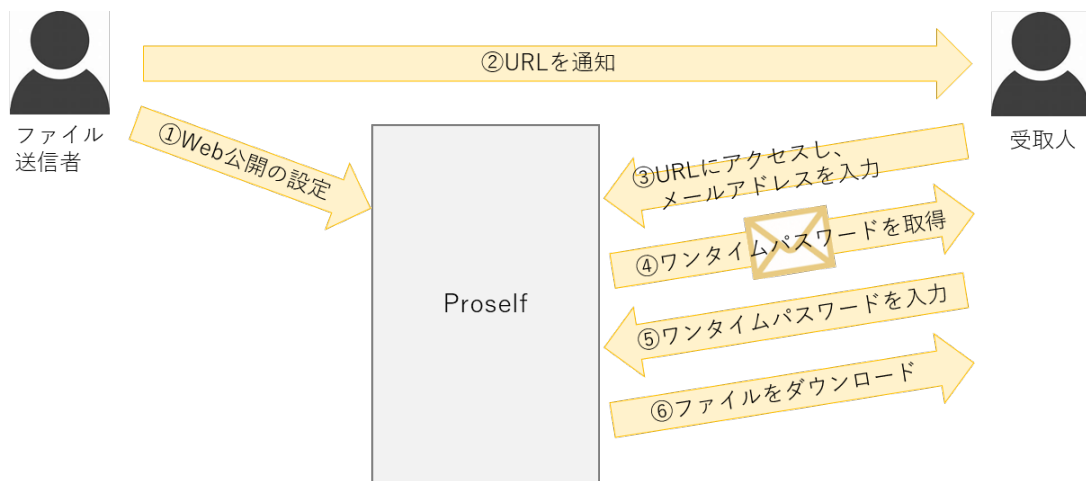 ②URLを通知
ファイル
送信者
受取人
①Web公開の設定
③URLにアクセスし、
メールアドレスを入力
④ワンタイムパスワードを取得
Proself
⑤ワンタイムパスワードを入力
⑥ファイルをダウンロード